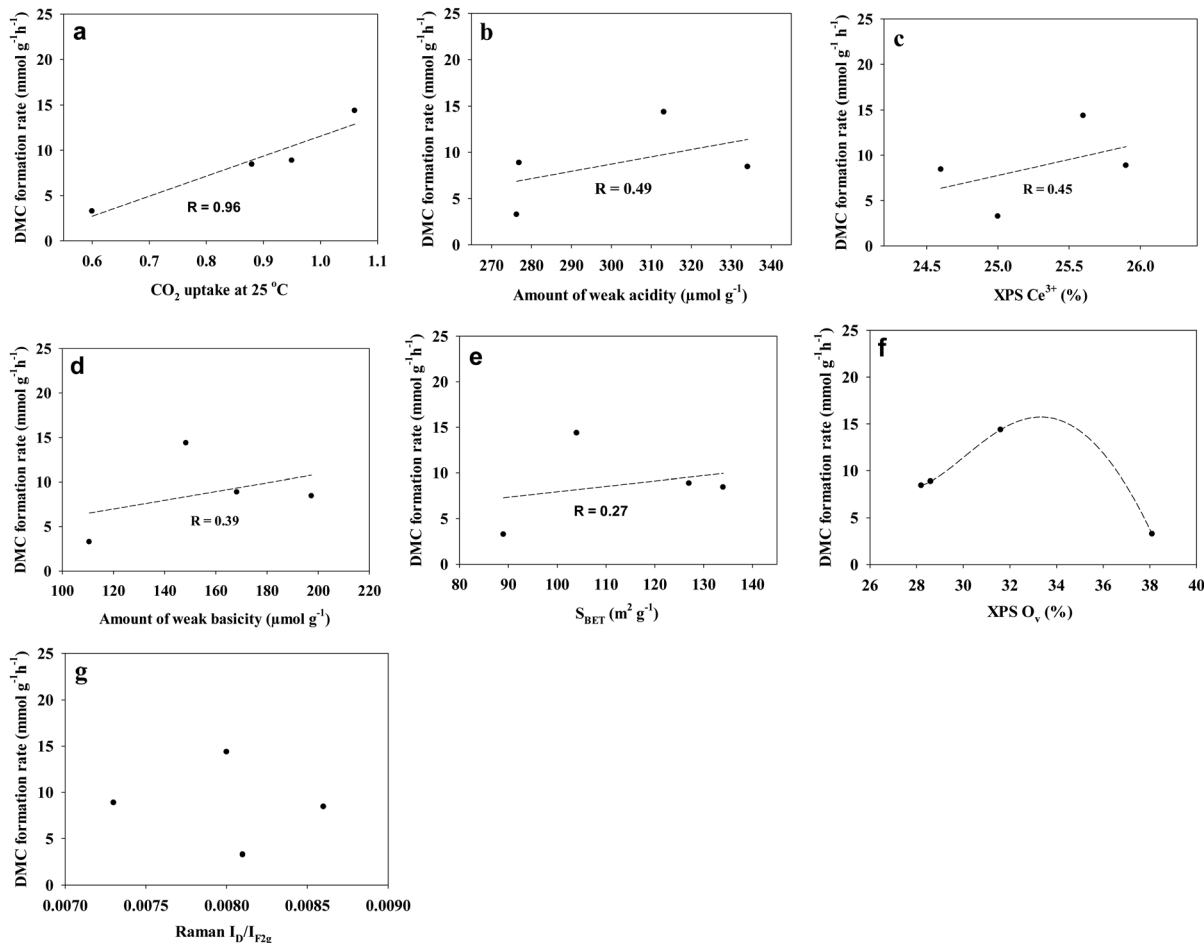 a
DMC formation rate (mmol g⁻¹h⁻¹)
25
20
15
10
5
0
R = 0.96
0.6 0.7 0.8 0.9 1.0 1.1
CO₂ uptake at 25 °C
b
DMC formation rate (mmol g⁻¹h⁻¹)
25
20
15
10
5
0
R = 0.49
270 280 290 300 310 320 330 340
Amount of weak acidity (µmol g⁻¹)
c
DMC formation rate (mmol g⁻¹ h⁻¹)
25
20
15
10
5
0
R = 0.45
24.5 25.0 25.5 26.0
XPS Ce³⁺ (%)
d
DMC formation rate (mmol g⁻¹h⁻¹)
25
20
15
10
5
0
R = 0.39
100 120 140 160 180 200 220
Amount of weak basicity (µmol g⁻¹)
e
DMC formation rate (mmol g⁻¹h⁻¹)
25
20
15
10
5
0
R = 0.27
80 90 100 110 120 130 140
S_BET (m² g⁻¹)
f
DMC formation rate (mmol g⁻¹h⁻¹)
25
20
15
10
5
0
26 28 30 32 34 36 38 40
XPS Oᵥ (%)
g
DMC formation rate (mmol g⁻¹h⁻¹)
25
20
15
10
5
0
0.0070 0.0075 0.0080 0.0085 0.0090
Raman I_D/I_F2g